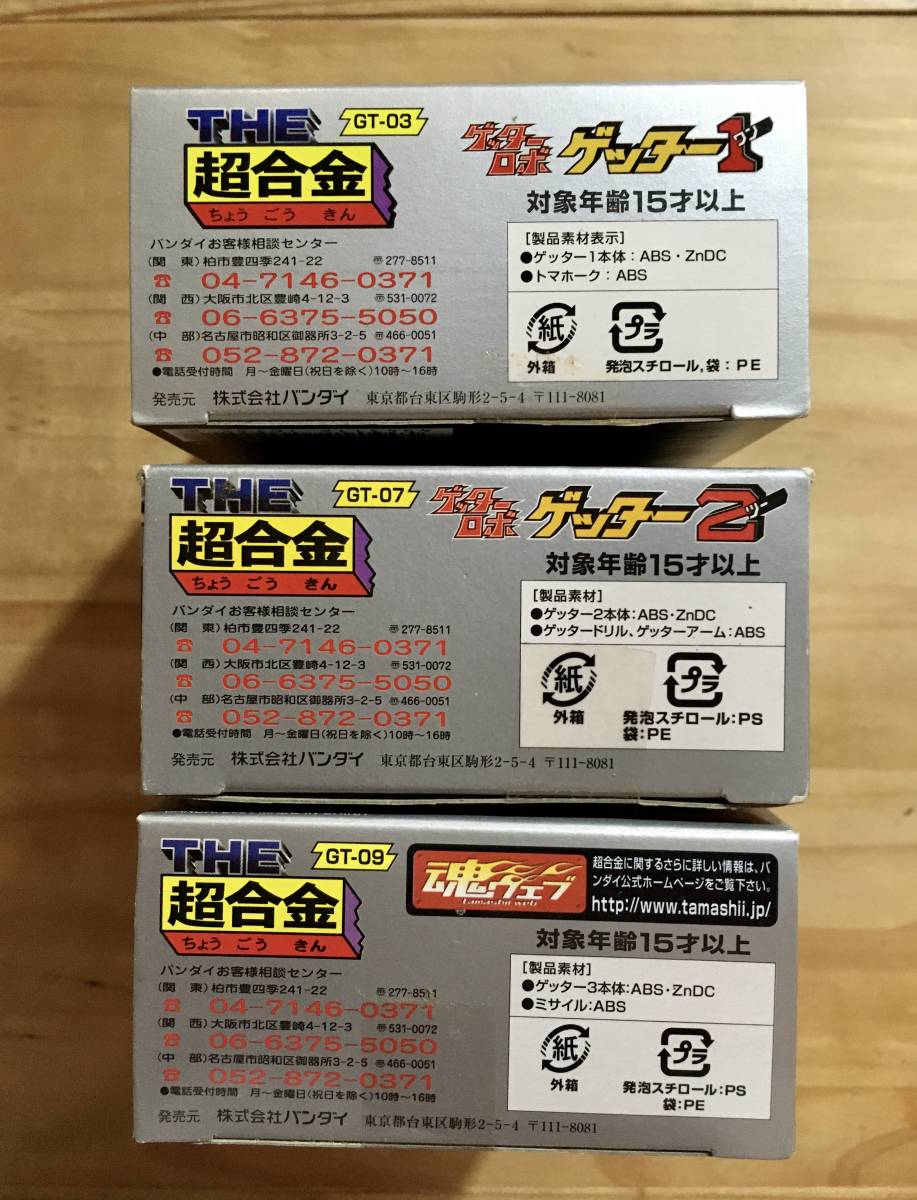 THE
超合金
ちょう ごう きん
GT-03
ゲッターロボ ゲッター1 ワン
対象年齢15才以上
バンダイお客様相談センター
(関 東)柏市豊四季241-22 〠277-8511
☎ 04-7146-0371
(関 西)大阪市北区豊崎4-12-3 〠531-0072
☎ 06-6375-5050
(中 部)名古屋市昭和区御器所3-2-5 〠466-0051
☎ 052-872-0371
●電話受付時間 月〜金曜日(祝日を除く)10時〜16時
[製品素材表示]
●ゲッター1本体:ABS・ZnDC
●トマホーク:ABS
紙
外箱
プラ
発泡スチロール,袋:PE
発売元 株式会社バンダイ 東京都台東区駒形2-5-4 〒111-8081
THE
超合金
ちょう ごう きん
GT-07
ゲッターロボ ゲッター2 ツー
対象年齢15才以上
バンダイお客様相談センター
(関 東)柏市豊四季241-22 〠277-8511
☎ 04-7146-0371
(関 西)大阪市北区豊崎4-12-3 〠531-0072
☎ 06-6375-5050
(中 部)名古屋市昭和区御器所3-2-5 〠466-0051
☎ 052-872-0371
●電話受付時間 月〜金曜日(祝日を除く)10時〜16時
[製品素材]
●ゲッター2本体:ABS・ZnDC
●ゲッタードリル、ゲッターアーム:ABS
紙
外箱
プラ
発泡スチロール:PS
袋:PE
発売元 株式会社バンダイ 東京都台東区駒形2-5-4 〒111-8081
THE
超合金
ちょう ごう きん
GT-09
魂ウェブ
tamashii web
超合金に関するさらに詳しい情報は、バ
ンダイ公式ホームページをご覧下さい。
http://www.tamashii.jp/
対象年齢15才以上
バンダイお客様相談センター
(関 東)柏市豊四季241-22 〠277-8511
☎ 04-7146-0371
(関 西)大阪市北区豊崎4-12-3 〠531-0072
☎ 06-6375-5050
(中 部)名古屋市昭和区御器所3-2-5 〠466-0051
☎ 052-872-0371
●電話受付時間 月〜金曜日(祝日を除く)10時〜16時
[製品素材]
●ゲッター3本体:ABS・ZnDC
●ミサイル:ABS
紙
外箱
プラ
発泡スチロール:PS
袋:PE
発売元 株式会社バンダイ 東京都台東区駒形2-5-4 〒111-8081